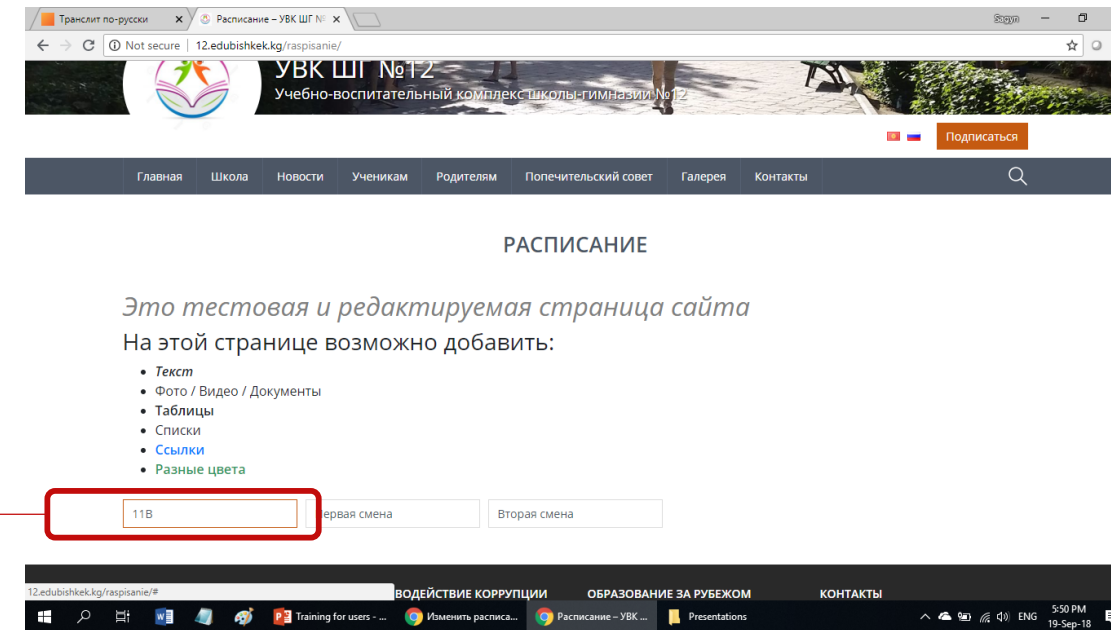 Транслит по-русски
Расписание – УВК ШГ №
Sagyn
Not secure | 12.edubishkek.kg/raspisanie/
УВК ШГ №12
Учебно-воспитательный комплекс школы-гимназии №12
Подписаться
Главная Школа Новости Ученикам Родителям Попечительский совет Галерея Контакты
РАСПИСАНИЕ
Это тестовая и редактируемая страница сайта
На этой странице возможно добавить:
Текст
Фото / Видео / Документы
Таблицы
Списки
Ссылки
Разные цвета
11В Первая смена Вторая смена
12.edubishkek.kg/raspisanie/#
ВОДЕЙСТВИЕ КОРРУПЦИИ ОБРАЗОВАНИЕ ЗА РУБЕЖОМ КОНТАКТЫ
Training for users - ... Изменить расписа... Расписание – УВК ... Presentations ENG 5:50 PM
19-Sep-18